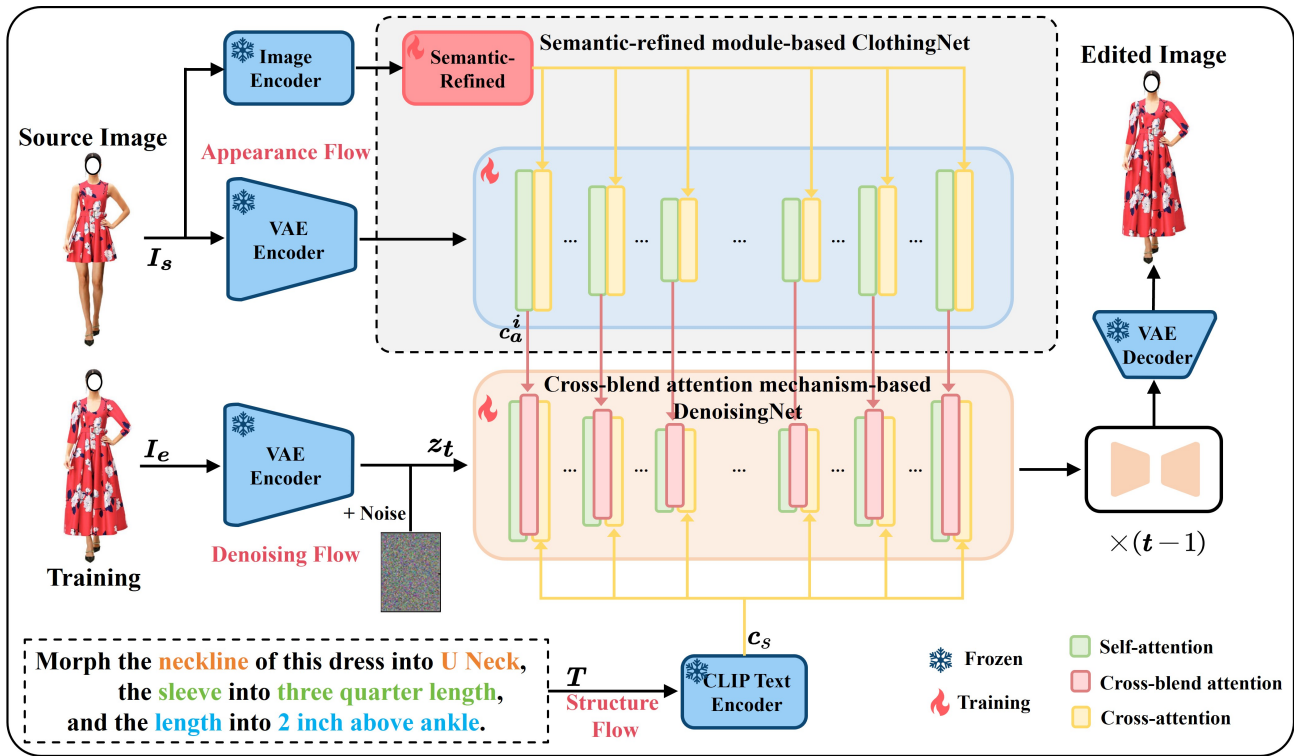 Semantic-refined module-based ClothingNet
Image
Encoder
Semantic-
Refined
Edited Image
Source Image
Appearance Flow
VAE
Encoder
I_s
c_a^i
VAE
Decoder
Cross-blend attention mechanism-based
DenoisingNet
I_e
VAE
Encoder
z_t
+ Noise
Denoising Flow
Training
×(t − 1)
... ... ... ... ...
... ... ... ... ...
Morph the neckline of this dress into U Neck,
the sleeve into three quarter length,
and the length into 2 inch above ankle.
T
Structure
Flow
c_s
CLIP Text
Encoder
Frozen
Training
Self-attention
Cross-blend attention
Cross-attention